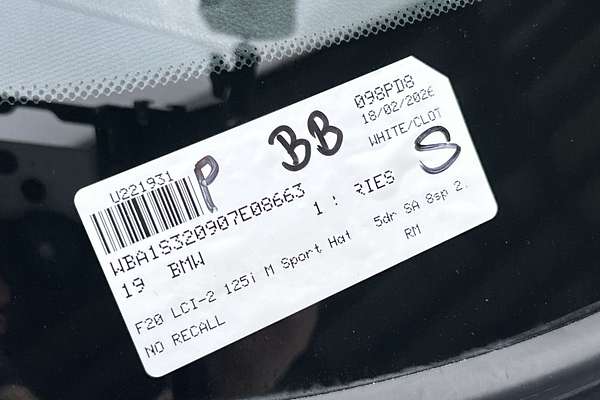 U221931
P BB S
098PD8
18/02/2026
WHITE/CLOT
WBA1S320907E08663
19 BMW 1 : RIES
F20 LCI-2 125i M Sport Hat 5dr SA 8sp 2.
NO RECALL RM